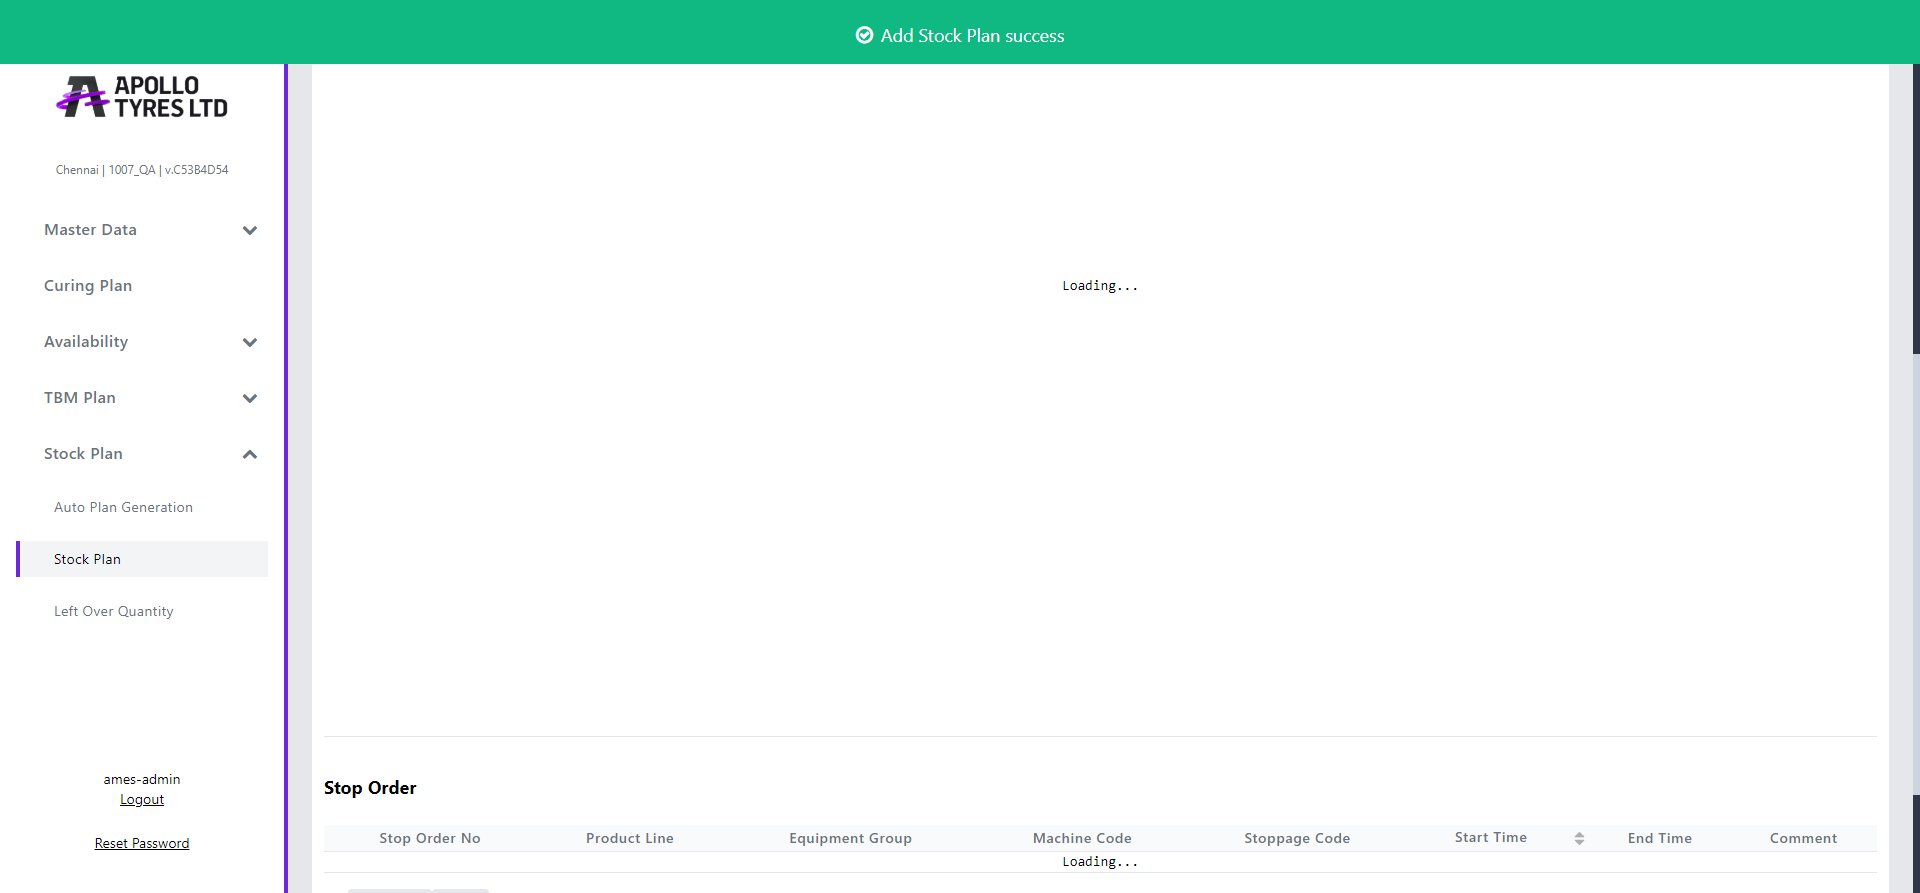 Add Stock Plan success
APOLLO
TYRES LTD
Chennai | 1007_QA | v.C53B4D54
Master Data
Curing Plan
Availability
TBM Plan
Stock Plan
Auto Plan Generation
Stock Plan
Left Over Quantity
ames-admin
Logout
Reset Password
Loading...
Stop Order
Stop Order No Product Line Equipment Group Machine Code Stoppage Code Start Time End Time Comment
Loading...